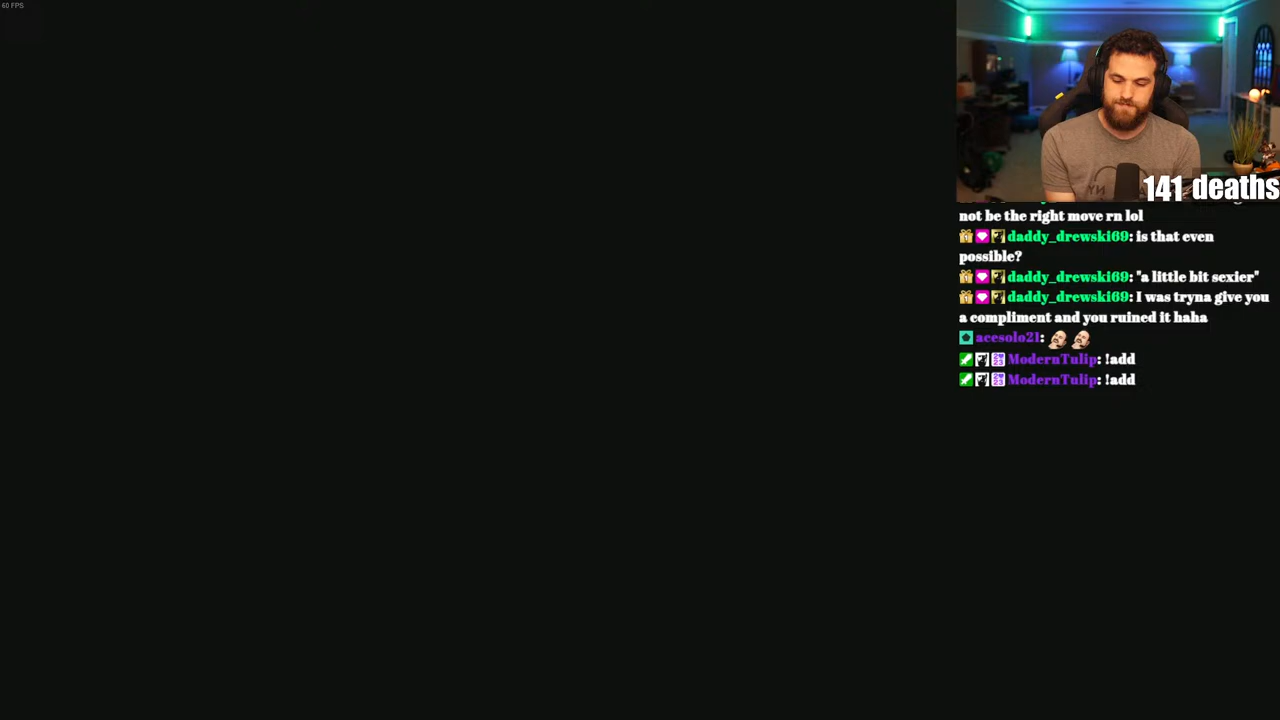 60 FPS
141 deaths
not be the right move rn lol
daddy_drewski69: is that even
possible?
daddy_drewski69: "a little bit sexier"
daddy_drewski69: I was tryna give you
a compliment and you ruined it haha
acesolo21:
ModernTulip: !add
ModernTulip: !add